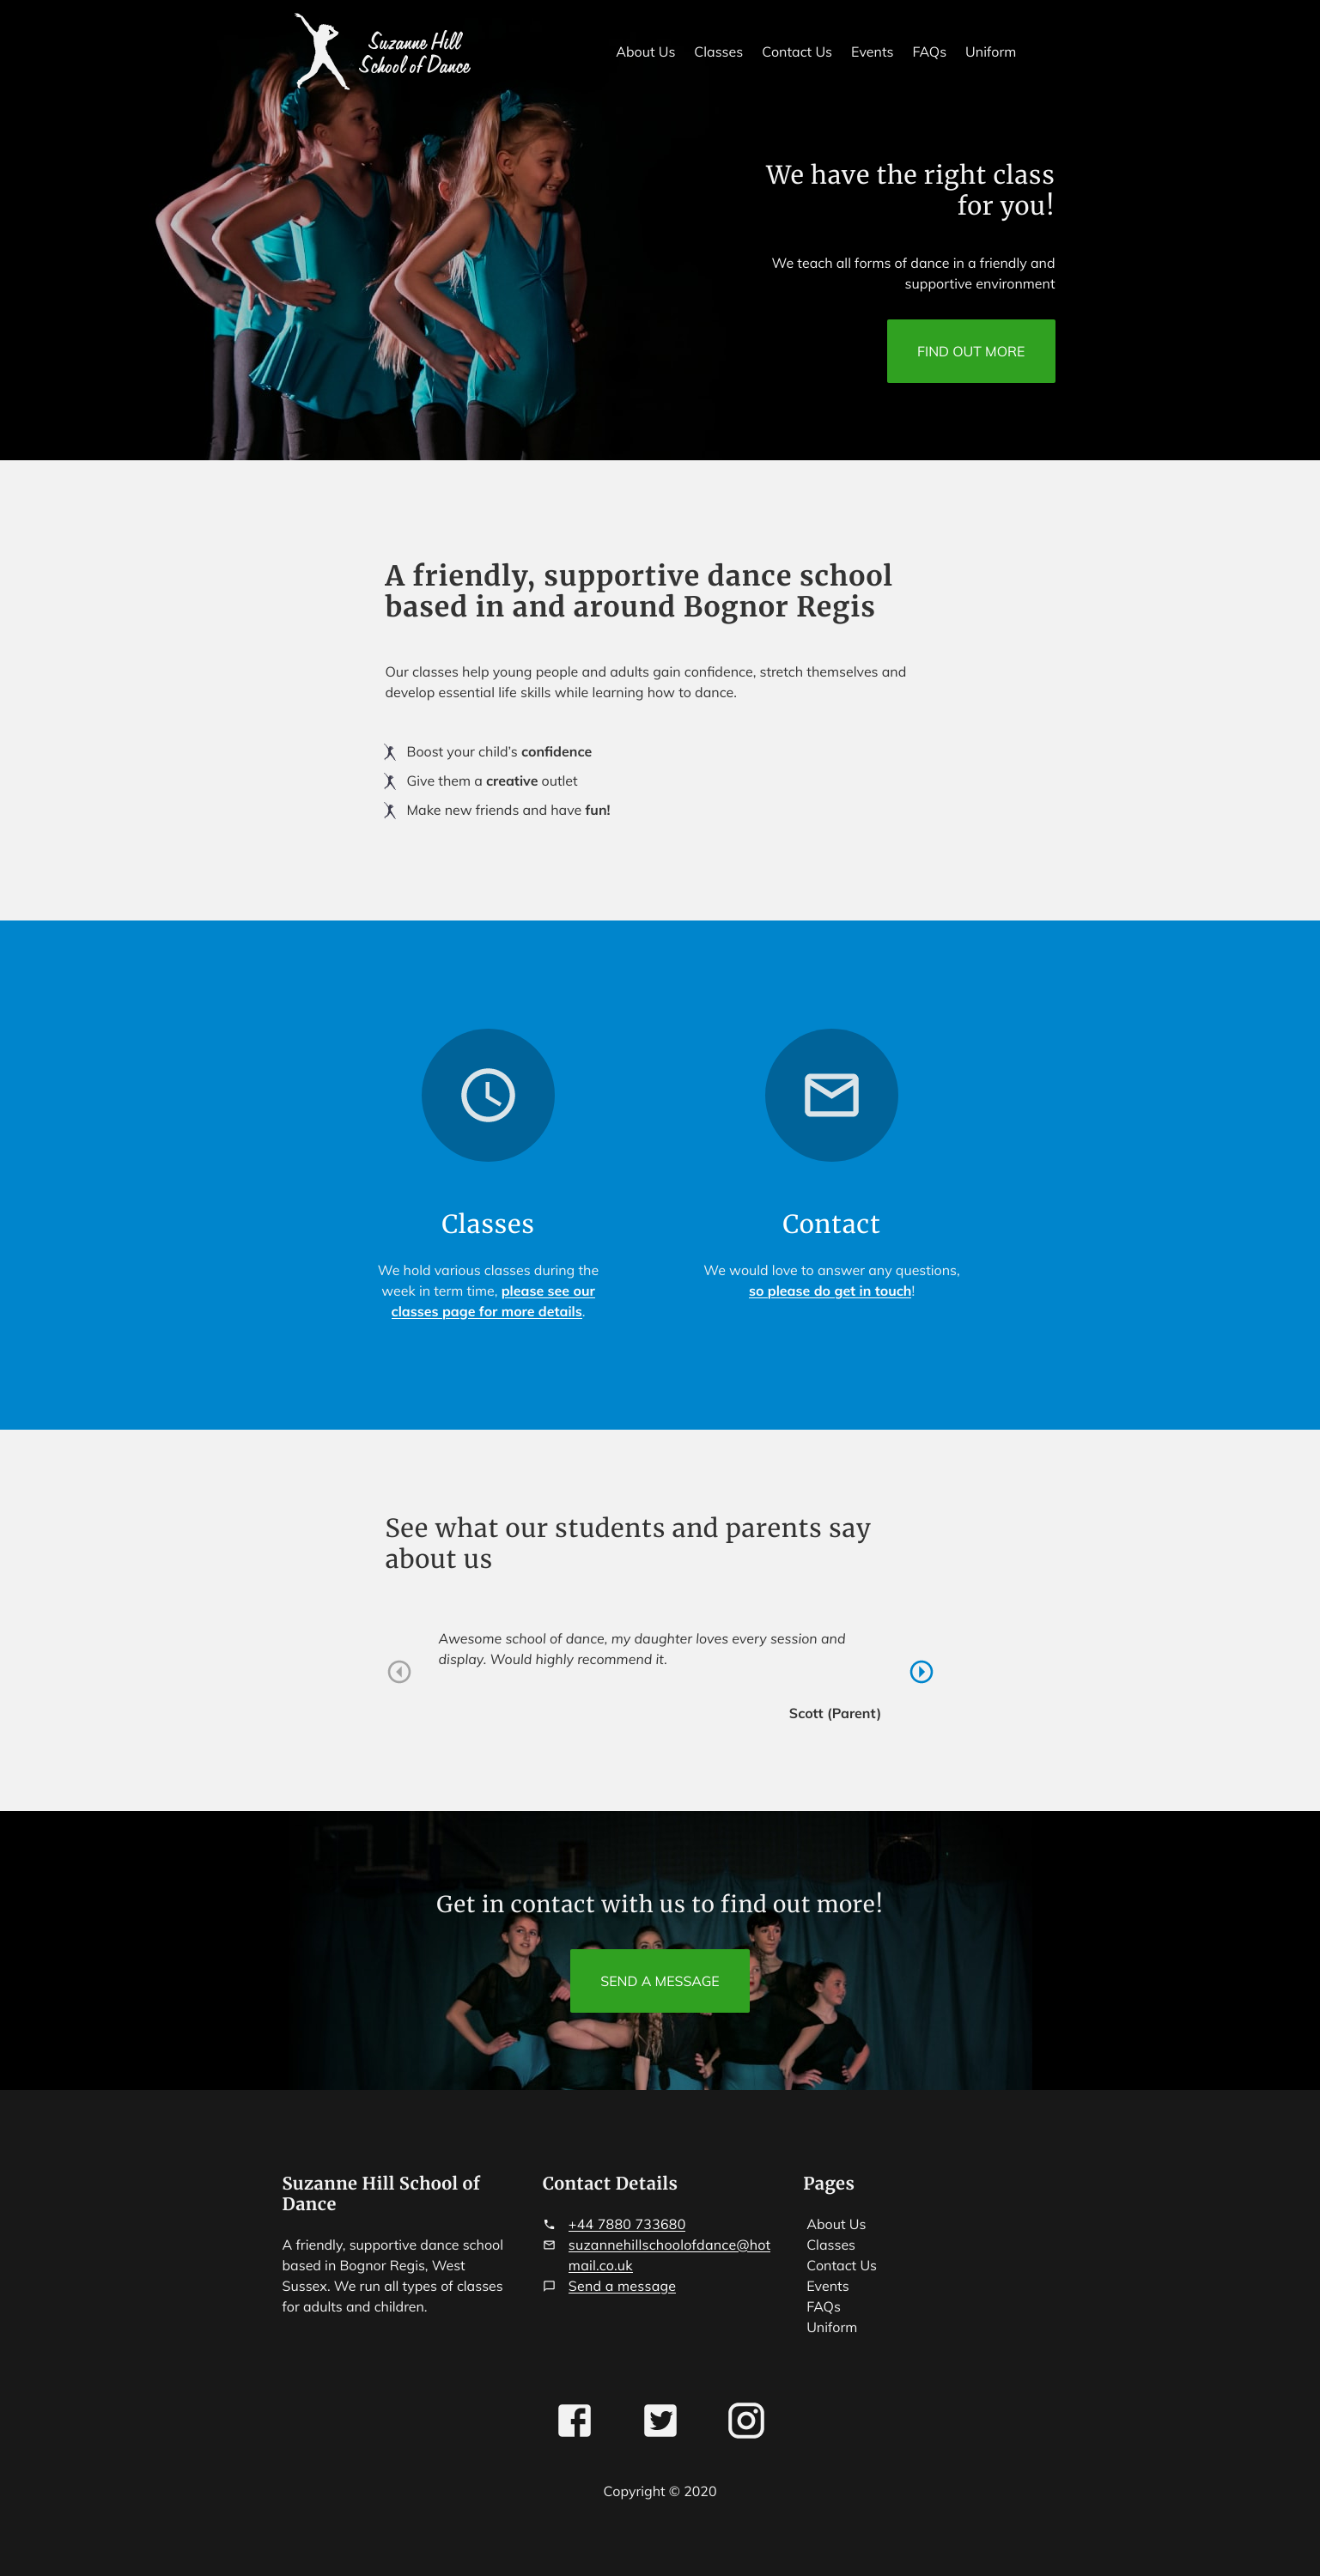 Suzanne Hill
School of Dance
About Us Classes Contact Us Events FAQs Uniform
We have the right class
for you!
We teach all forms of dance in a friendly and
supportive environment
FIND OUT MORE
A friendly, supportive dance school
based in and around Bognor Regis
Our classes help young people and adults gain confidence, stretch themselves and
develop essential life skills while learning how to dance.
Boost your child’s confidence
Give them a creative outlet
Make new friends and have fun!
Classes
We hold various classes during the
week in term time, please see our
classes page for more details.
Contact
We would love to answer any questions,
so please do get in touch!
See what our students and parents say
about us
Awesome school of dance, my daughter loves every session and
display. Would highly recommend it.
Scott (Parent)
Get in contact with us to find out more!
SEND A MESSAGE
Suzanne Hill School of
Dance
A friendly, supportive dance school
based in Bognor Regis, West
Sussex. We run all types of classes
for adults and children.
Contact Details
+44 7880 733680
suzannehillschoolofdance@hot
mail.co.uk
Send a message
Pages
About Us
Classes
Contact Us
Events
FAQs
Uniform
Copyright © 2020